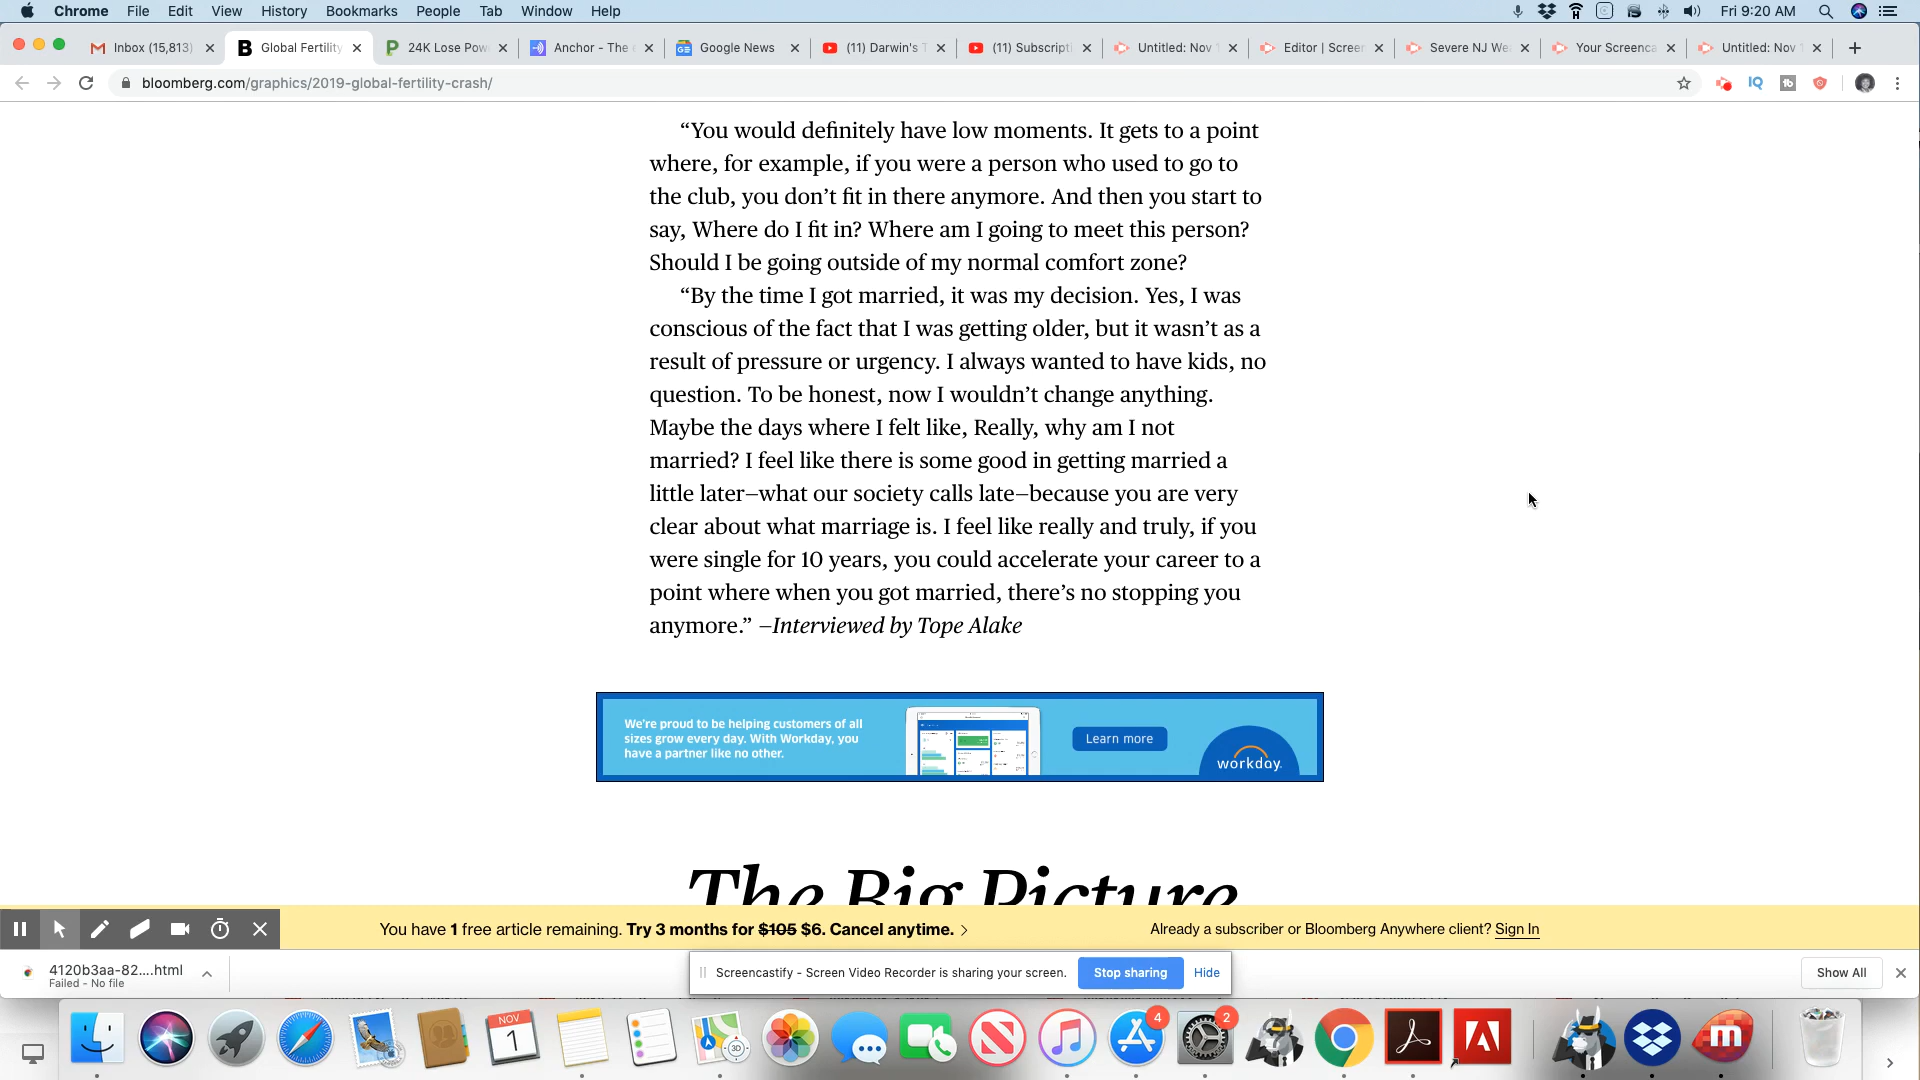 Chrome File Edit View History Bookmarks People Tab Window Help Fri 9:20 AM
Inbox (15,813) Global Fertility 24K Lose Pow Anchor - The Google News (11) Darwin's T (11) Subscripti Untitled: Nov 1 Editor | Screen Severe NJ We Your Screenca Untitled: Nov 1
bloomberg.com/graphics/2019-global-fertility-crash/
“You would definitely have low moments. It gets to a point
where, for example, if you were a person who used to go to
the club, you don’t fit in there anymore. And then you start to
say, Where do I fit in? Where am I going to meet this person?
Should I be going outside of my normal comfort zone?
“By the time I got married, it was my decision. Yes, I was
conscious of the fact that I was getting older, but it wasn’t as a
result of pressure or urgency. I always wanted to have kids, no
question. To be honest, now I wouldn’t change anything.
Maybe the days where I felt like, Really, why am I not
married? I feel like there is some good in getting married a
little later—what our society calls late—because you are very
clear about what marriage is. I feel like really and truly, if you
were single for 10 years, you could accelerate your career to a
point where when you got married, there’s no stopping you
anymore.” —Interviewed by Tope Alake
We’re proud to be helping customers of all
sizes grow every day. With Workday, you
have a partner like no other.
Learn more
workday.
The Big Picture
You have 1 free article remaining. Try 3 months for $105 $6. Cancel anytime. >
Already a subscriber or Bloomberg Anywhere client? Sign In
4120b3aa-82....html
Failed - No file
Screencastify - Screen Video Recorder is sharing your screen. Stop sharing Hide
Show All
NOV
1
3D
4
2